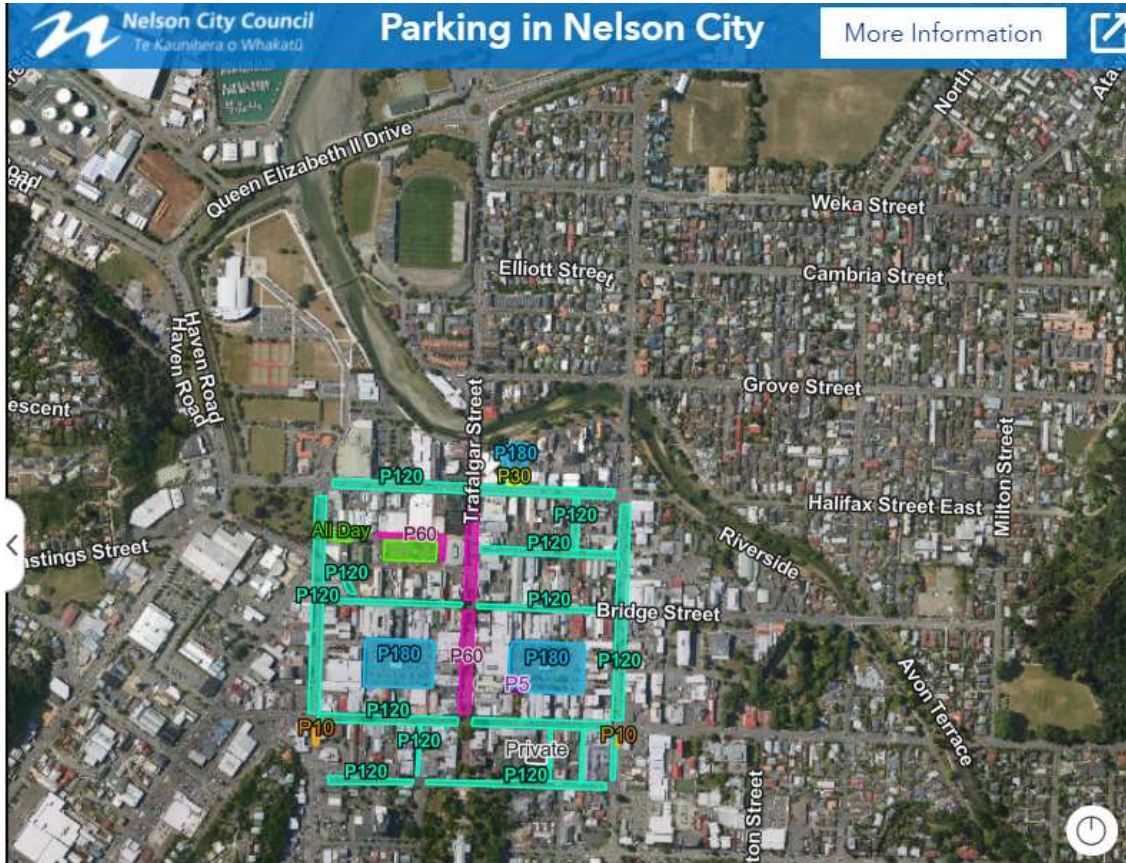 Nelson City Council
Te Kaunihera o Whakatū
Parking in Nelson City
More Information
North
Queen Elizabeth II Drive
Road
Weka Street
Elliott Street
Cambria Street
Haven Road
Haven Road
Grove Street
escent
Trafalgar Street
P180
P30
P120
Milton Street
Halifax Street East
P120
All Day
P60
P120
Riverside
astings Street
P120
P120
P120
Bridge Street
P180
P60
P180
P120
P5
Avon Terrace
P120
P10
P120
Private
P10
P120
P120
ton Street